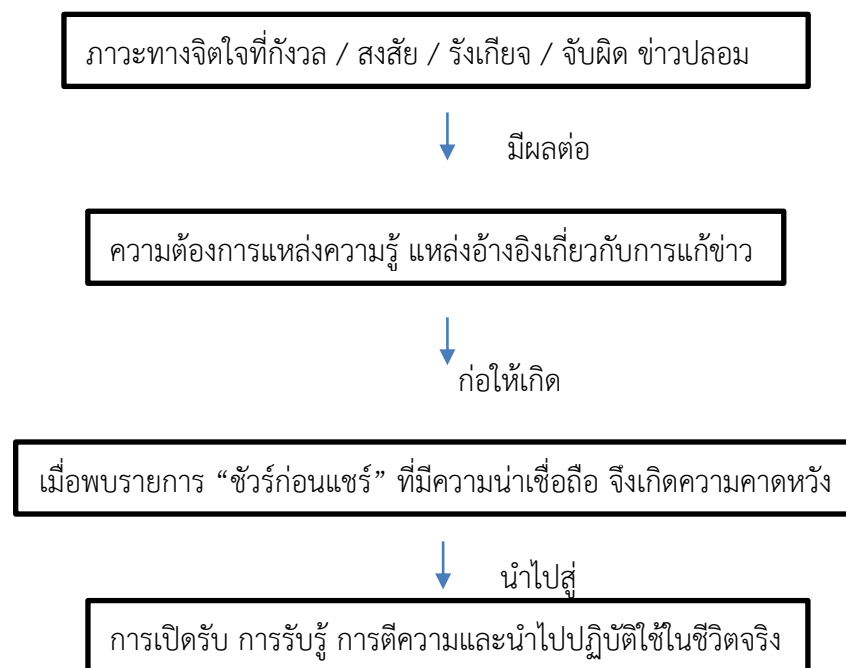 ภาวะทางจิตใจที่กังวล / สงสัย / รังเกียจ / จับผิด ข่าวปลอม
มีผลต่อ
ความต้องการแหล่งความรู้ แหล่งอ้างอิงเกี่ยวกับการแก้ข่าว
ก่อให้เกิด
เมื่อพบรายการ “ชัวร์ก่อนแชร์” ที่มีความน่าเชื่อถือ จึงเกิดความคาดหวัง
นำไปสู่
การเปิดรับ การรับรู้ การตีความและนำไปปฏิบัติใช้ในชีวิตจริง